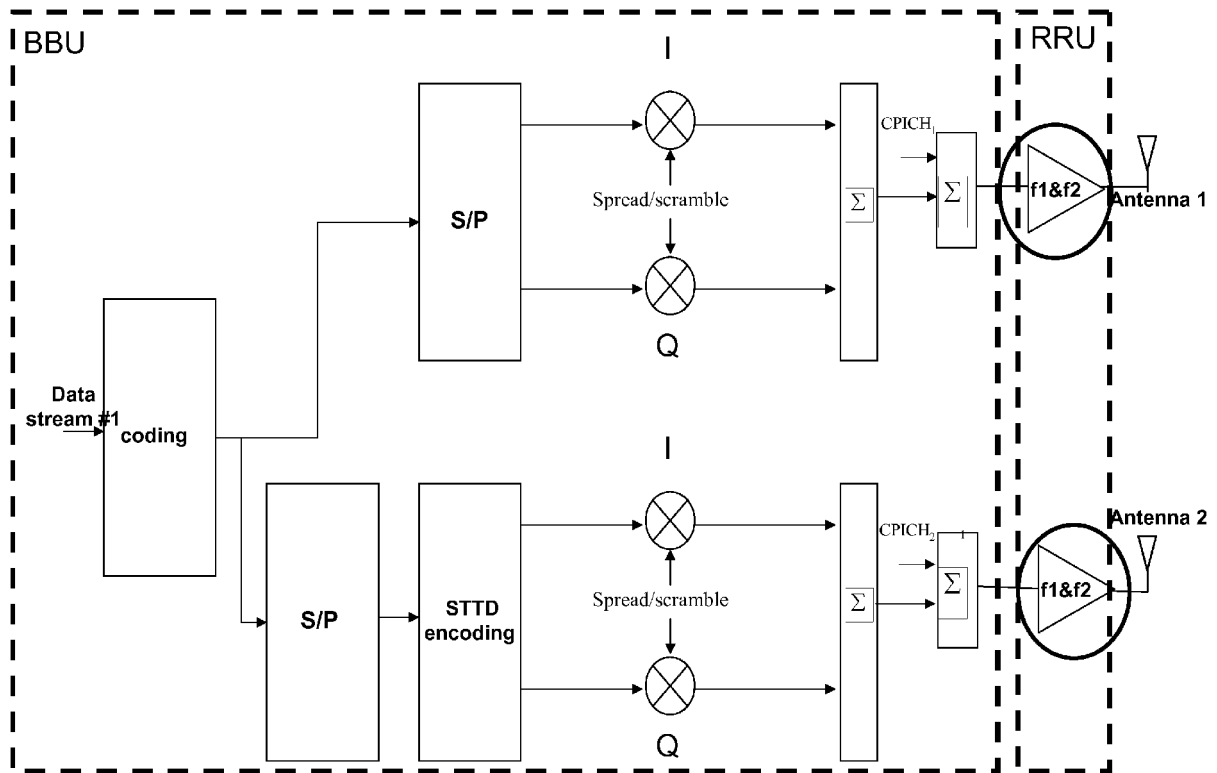 BBU
RRU
I
CPICH1
S/P
Spread/scramble
Σ
Σ
f1&f2
Antenna 1
Q
Data
stream #1
coding
I
Antenna 2
CPICH2
S/P
STTD
encoding
Spread/scramble
Σ
Σ
f1&f2
Q